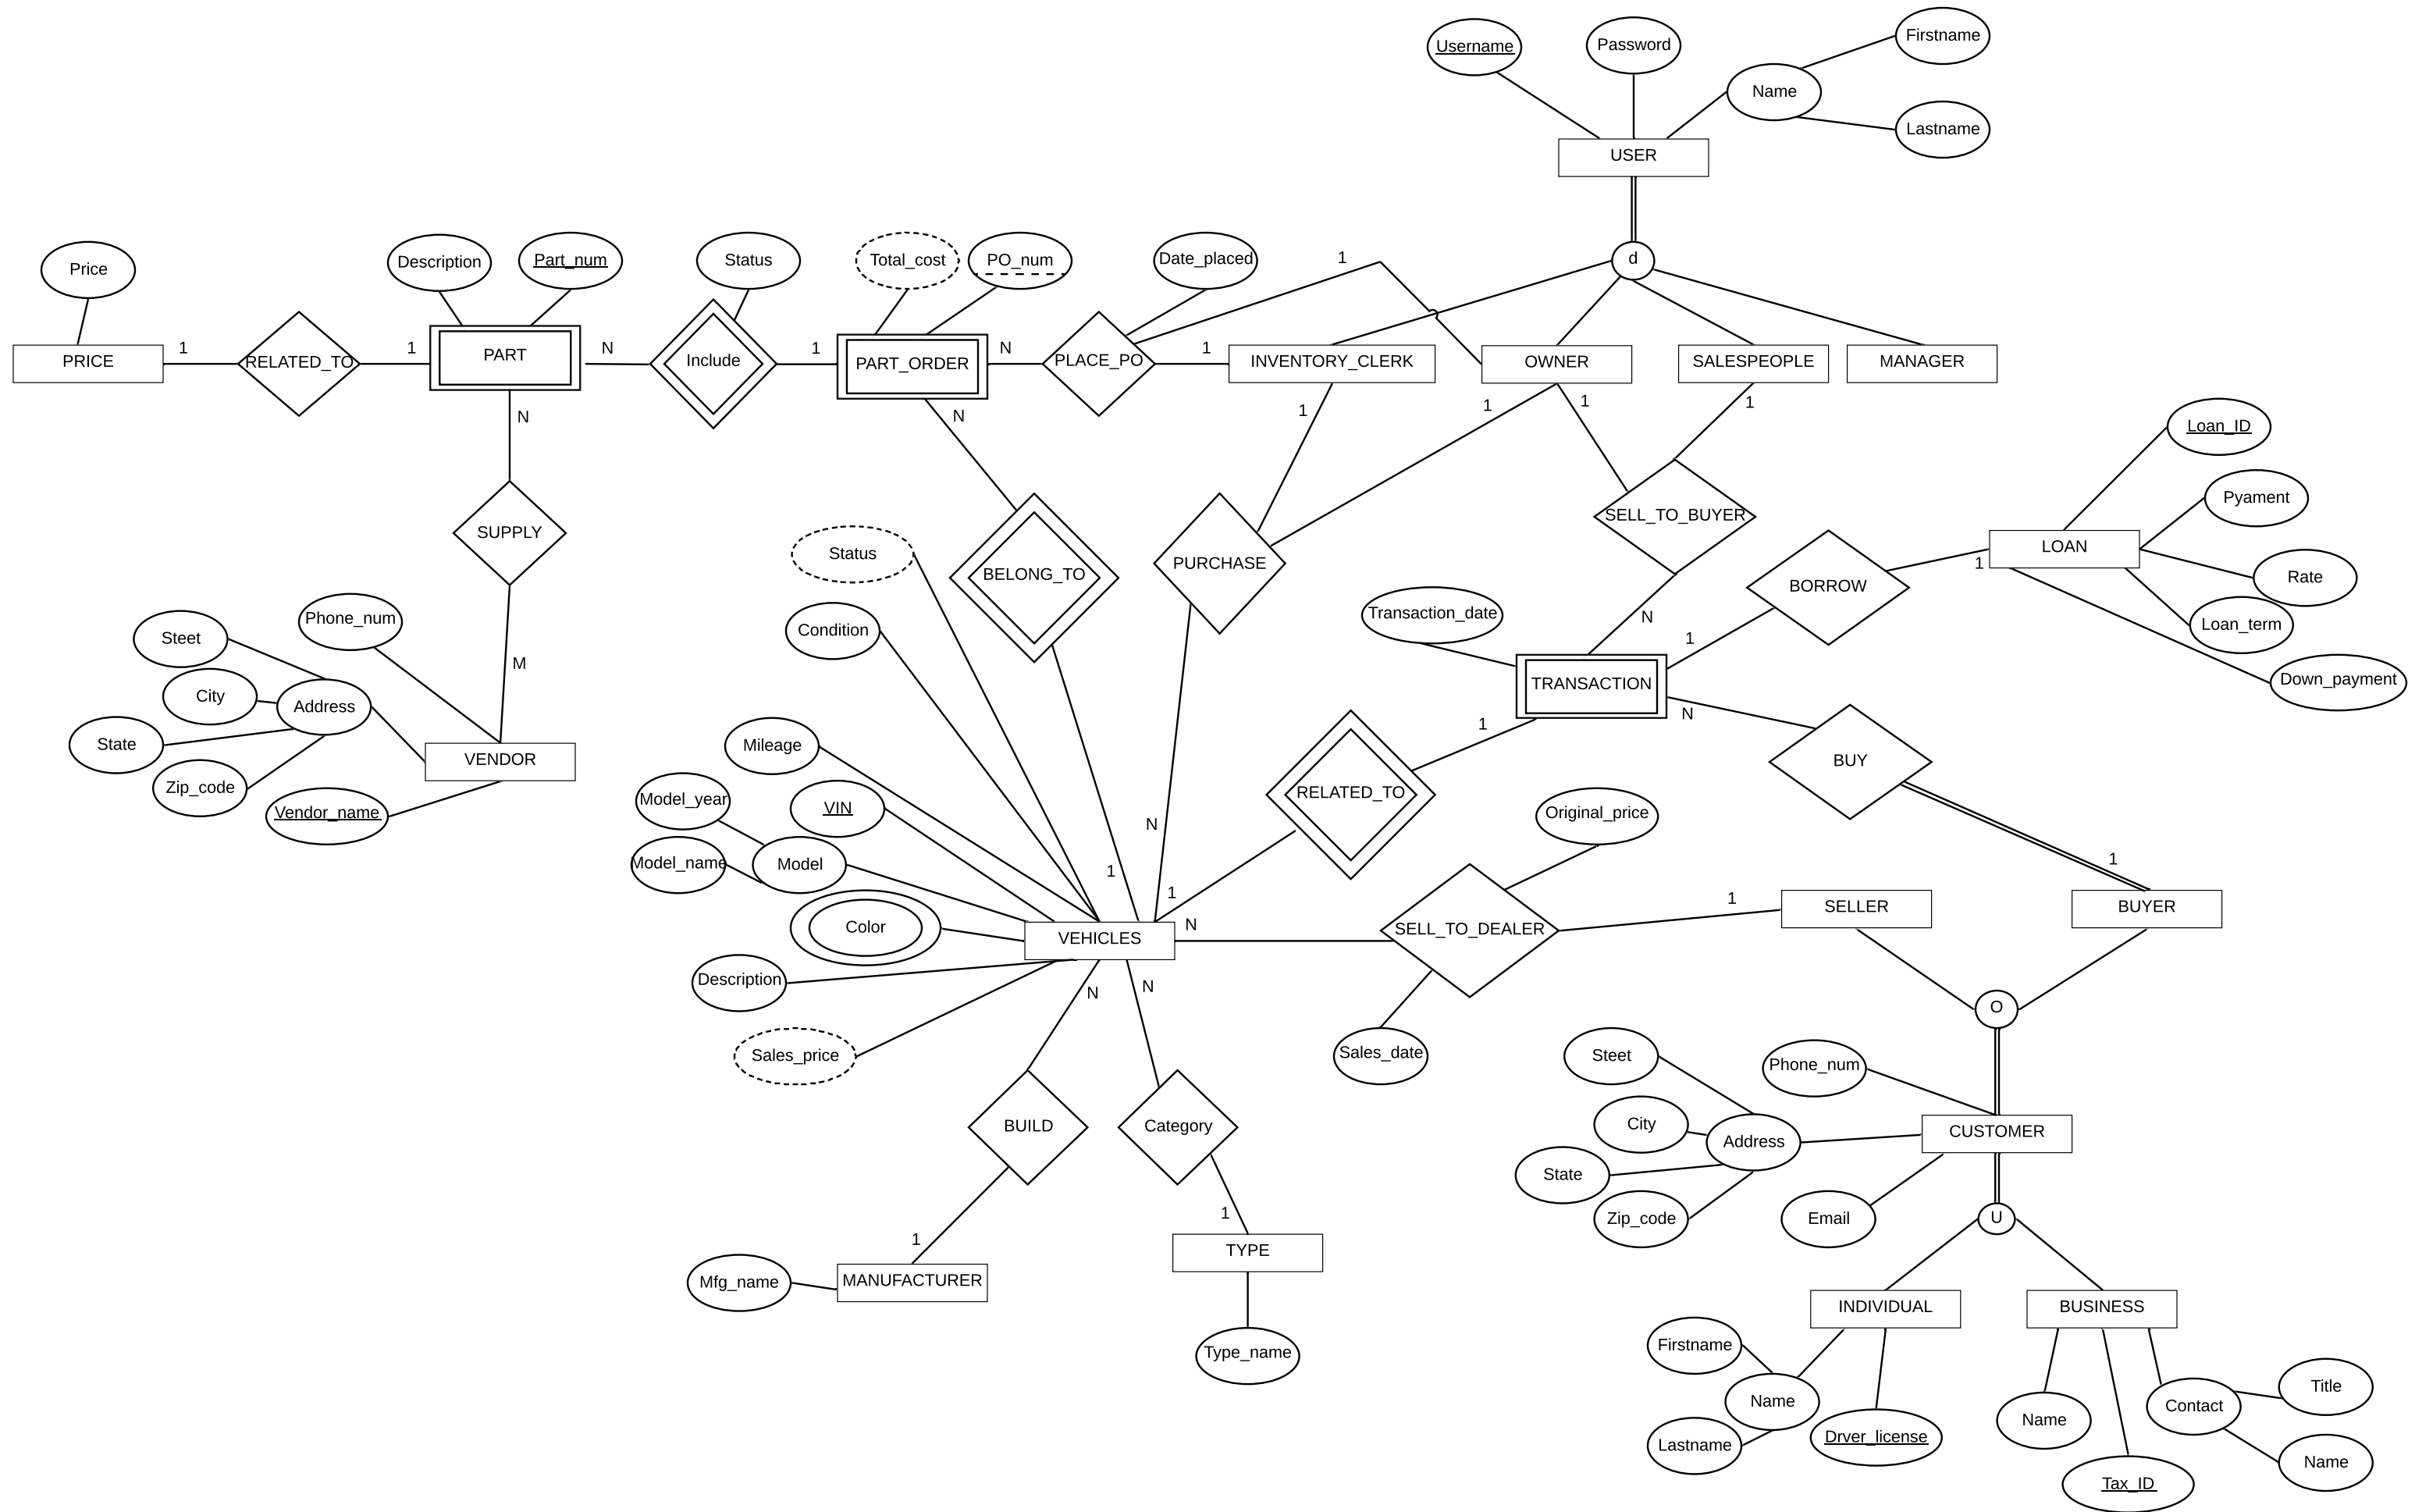 Firstname
Username
Password
Name
Lastname
USER
d
Price
Description
Part_num
Status
Total_cost
PO_num
Date_placed
1
PRICE
1
RELATED_TO
1
PART
N
Include
1
PART_ORDER
N
PLACE_PO
1
INVENTORY_CLERK
OWNER
SALESPEOPLE
MANAGER
N
N
1
1
1
1
Loan_ID
SUPPLY
Status
BELONG_TO
PURCHASE
SELL_TO_BUYER
Pyament
LOAN
1
BORROW
Rate
Loan_term
Down_payment
Steet
Phone_num
Condition
Transaction_date
N
1
M
City
Address
TRANSACTION
N
1
State
Mileage
VENDOR
Zip_code
Vendor_name
Model_year
VIN
RELATED_TO
BUY
Original_price
N
Model_name
Model
1
1
1
Color
VEHICLES
N
SELL_TO_DEALER
1
SELLER
BUYER
Description
N
N
O
Sales_price
Sales_date
Steet
Phone_num
BUILD
Category
City
Address
CUSTOMER
State
Zip_code
Email
U
1
1
Mfg_name
MANUFACTURER
TYPE
Type_name
INDIVIDUAL
BUSINESS
Firstname
Name
Lastname
Drver_license
Name
Contact
Title
Name
Tax_ID